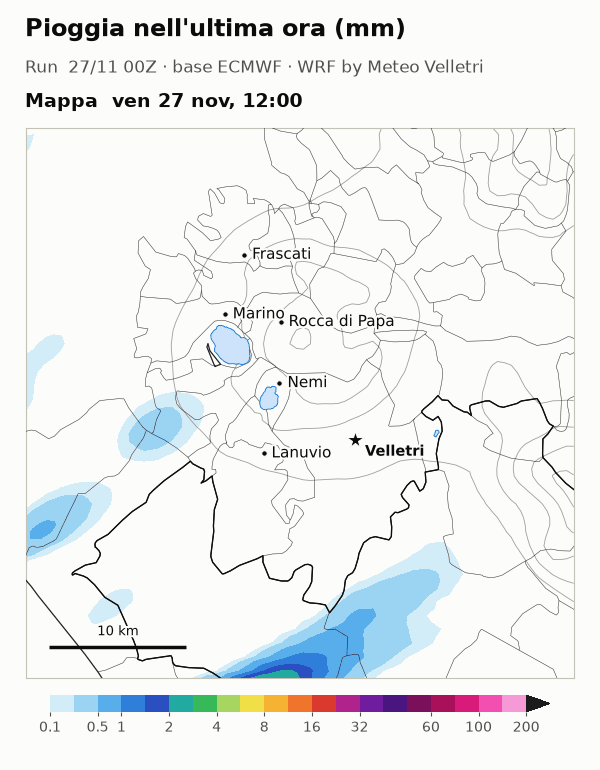 Pioggia nell'ultima ora (mm)
Run  27/11 00Z · base ECMWF · WRF by Meteo Velletri
Mappa  ven 27 nov, 12:00
Frascati
Marino
Rocca di Papa
Nemi
Velletri
Lanuvio
10 km
0.1 0.5 1 2 4 8 16 32 60 100 200